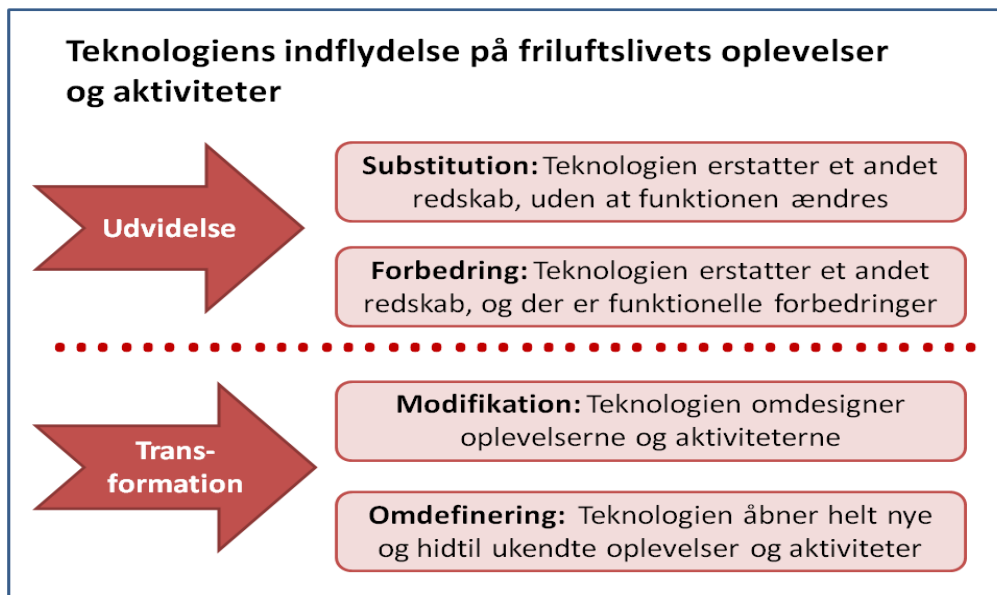 Teknologiens indflydelse på friluftslivets oplevelser
og aktiviteter
Udvidelse
Substitution: Teknologien erstatter et andet
redskab, uden at funktionen ændres
Forbedring: Teknologien erstatter et andet
redskab, og der er funktionelle forbedringer
Trans-
formation
Modifikation: Teknologien omdesigner
oplevelserne og aktiviteterne
Omdefinering: Teknologien åbner helt nye
og hidtil ukendte oplevelser og aktiviteter